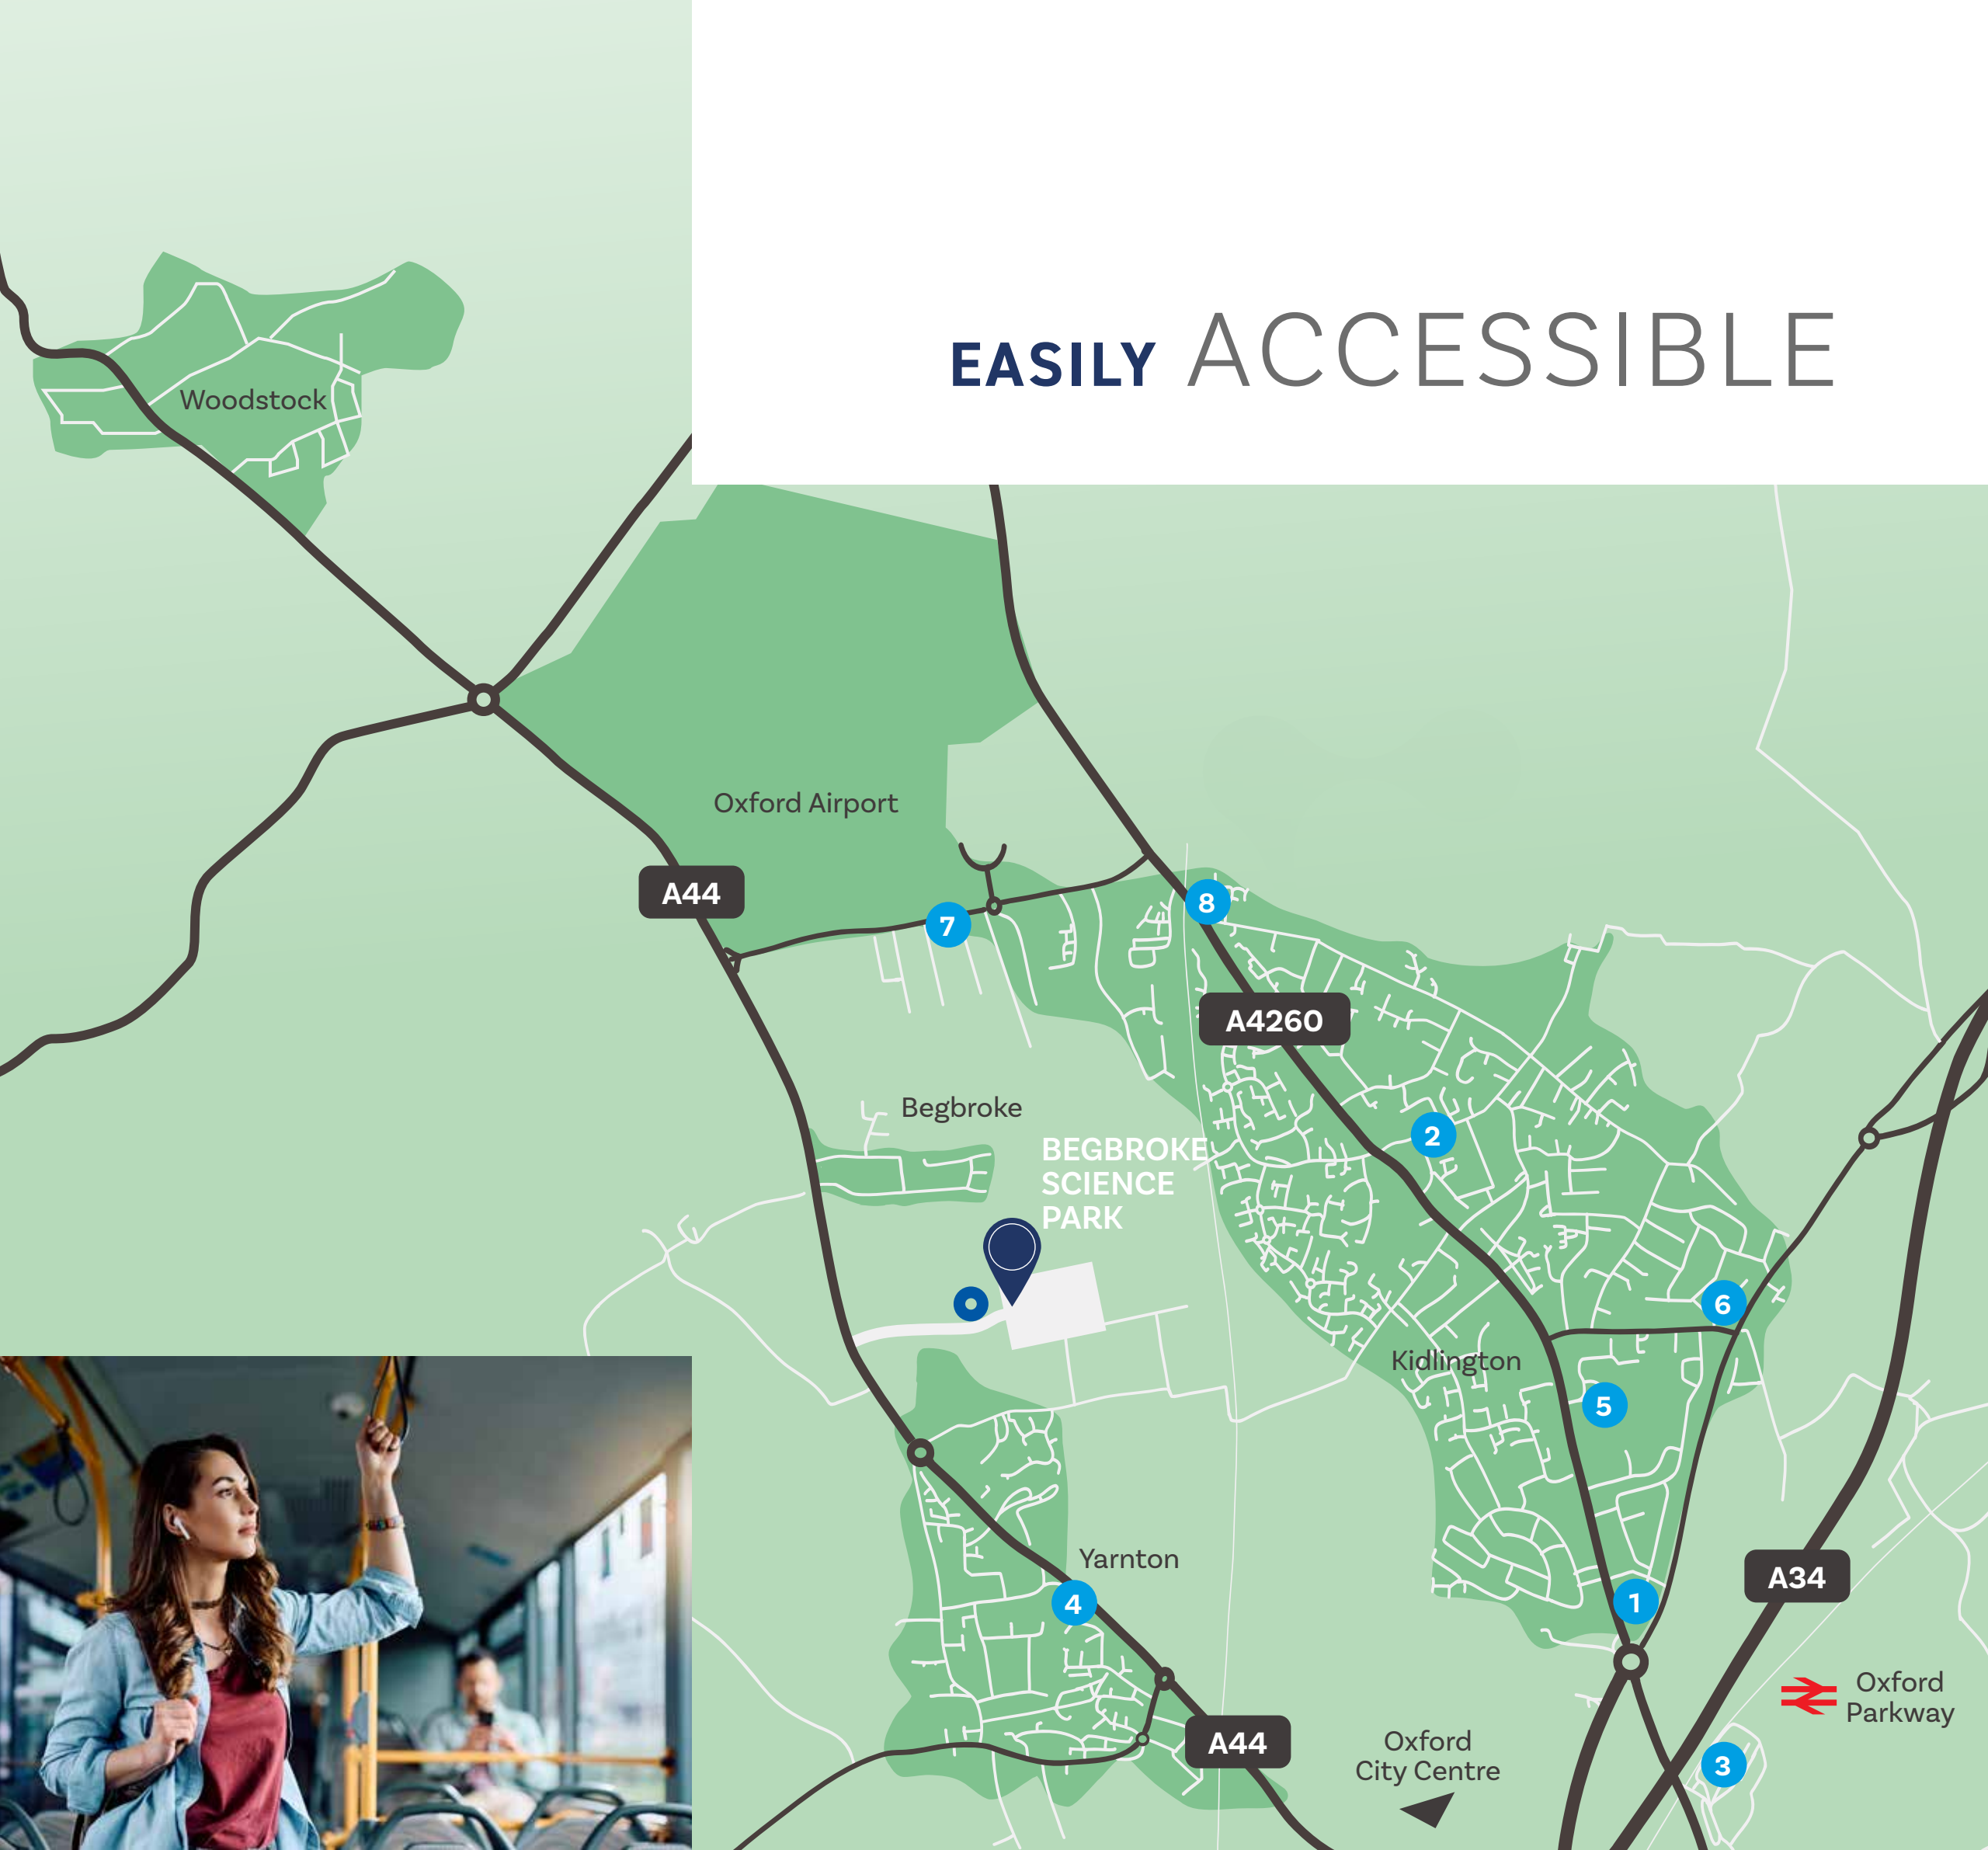 EASILY ACCESSIBLE
Woodstock
Oxford Airport
A44
7
8
A4260
Begbroke
2
BEGBROKE
SCIENCE
PARK
6
Kidlington
5
Yarnton
4
1
A34
Oxford
Parkway
A44
Oxford
City Centre
3